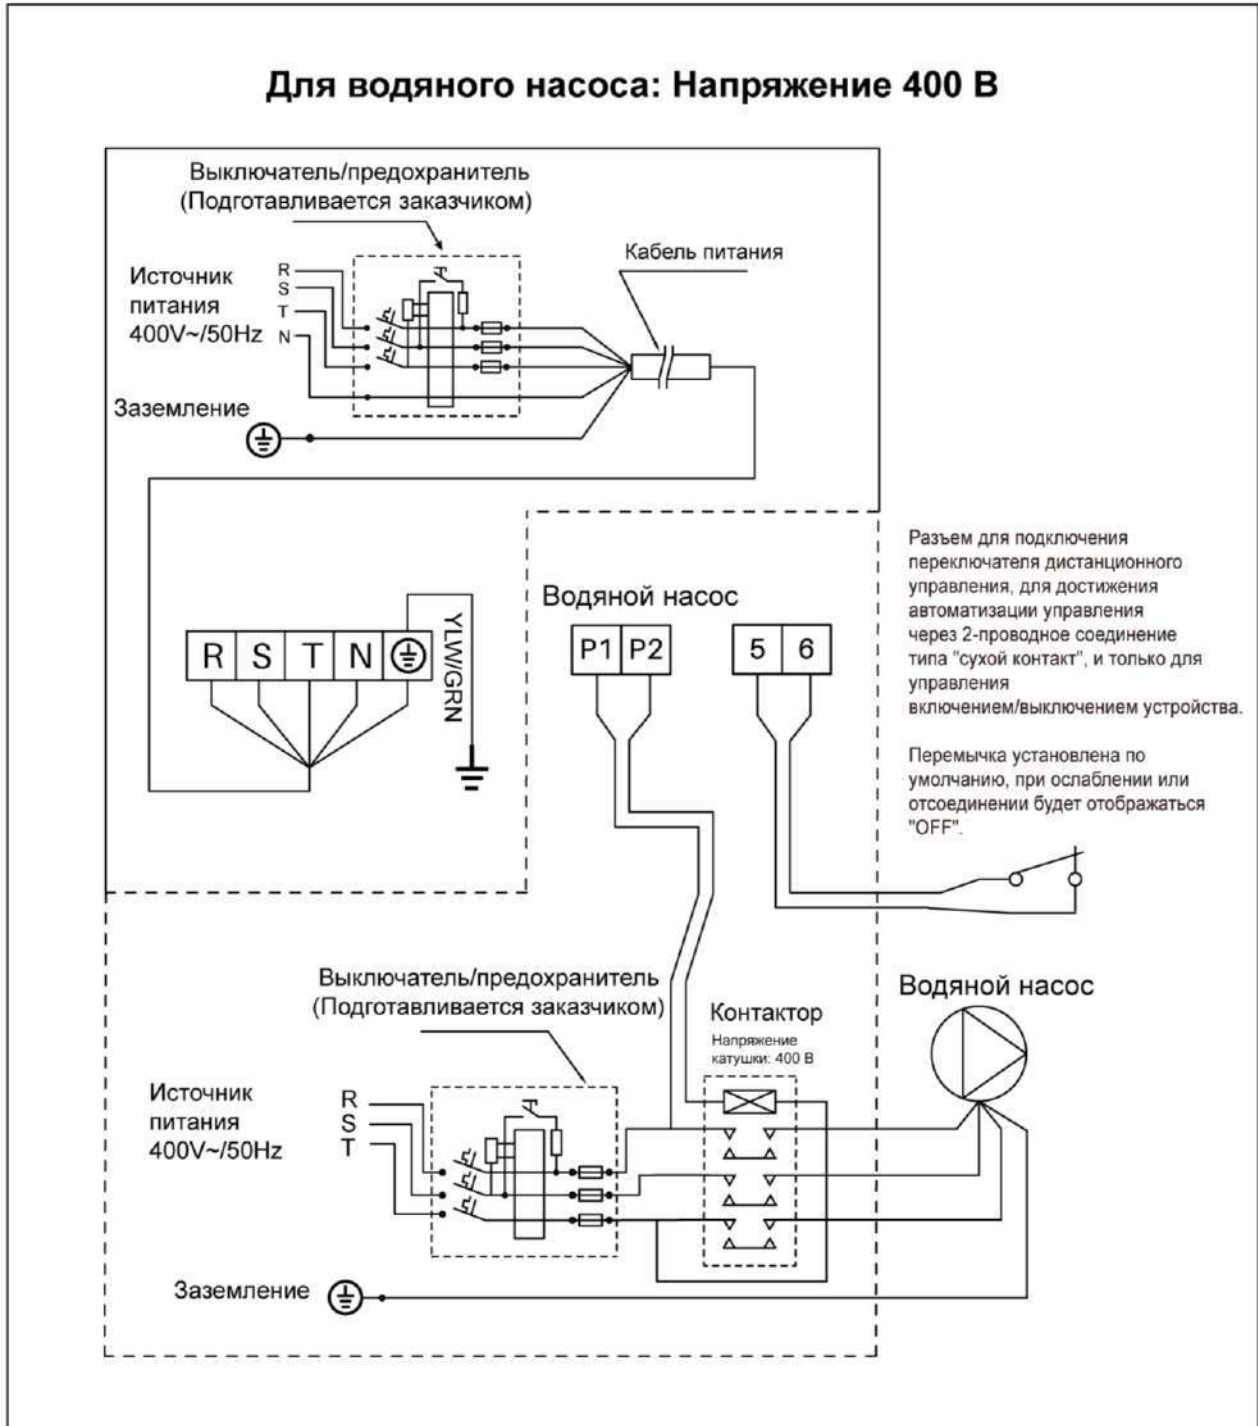 Для водяного насоса: Напряжение 400 В
Выключатель/предохранитель
(Подготавливается заказчиком)
Кабель питания
Источник
питания
400V~/50Hz
R
S
T
N
Заземление
R S T N
YLW/GRN
Водяной насос
P1 P2
5 6
Разъем для подключения
переключателя дистанционного
управления, для достижения
автоматизации управления
через 2-проводное соединение
типа "сухой контакт", и только для
управления
включением/выключением устройства.
Перемычка установлена по
умолчанию, при ослаблении или
отсоединении будет отображаться
"OFF".
Выключатель/предохранитель
(Подготавливается заказчиком)
Контактор
Напряжение
катушки: 400 В
Водяной насос
Источник
питания
400V~/50Hz
R
S
T
Заземление